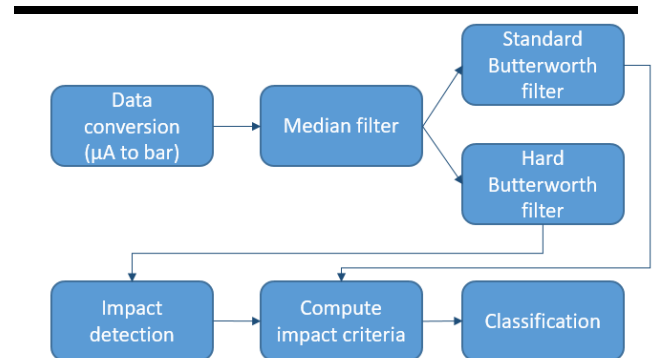 Standard
Butterworth
filter
Data
conversion
(µA to bar)
Median filter
Hard
Butterworth
filter
Impact
detection
Compute
impact criteria
Classification